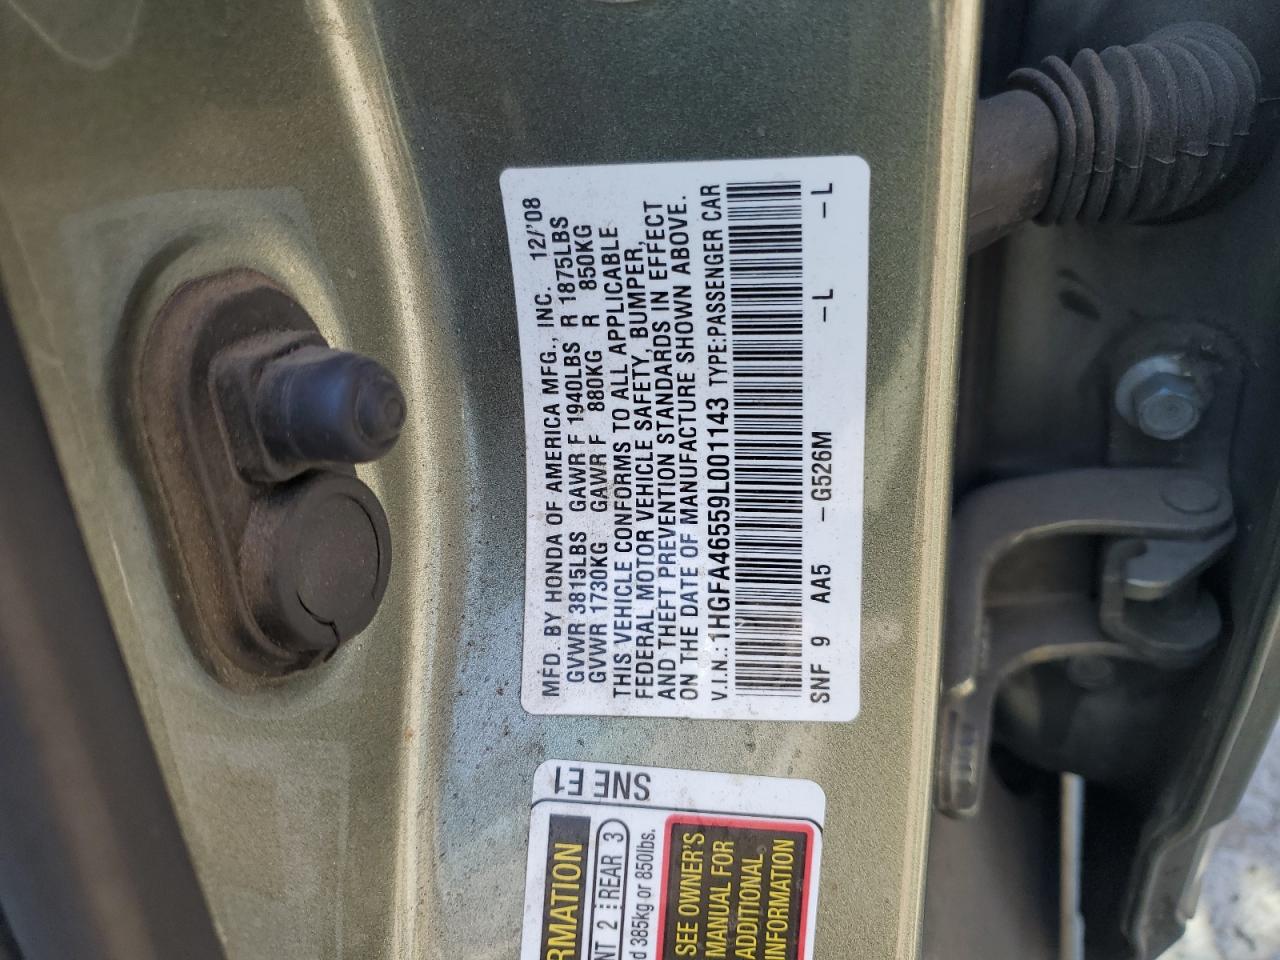 MFD. BY HONDA OF AMERICA MFG., INC. 12/'08
GVWR 3815LBS GAWR F 1940LBS R 1875LBS
GVWR 1730KG GAWR F 880KG R 850KG
THIS VEHICLE CONFORMS TO ALL APPLICABLE
FEDERAL MOTOR VEHICLE SAFETY, BUMPER,
AND THEFT PREVENTION STANDARDS IN EFFECT
ON THE DATE OF MANUFACTURE SHOWN ABOVE.
V.I.N.:1HGFA46559L001143 TYPE:PASSENGER CAR
SNF 9 AA5 -G526M -L -L
SNE E1
RMATION
NT 2 REAR 3
d 385kg or 850lbs.
SEE OWNER'S
MANUAL FOR
ADDITIONAL
INFORMATION